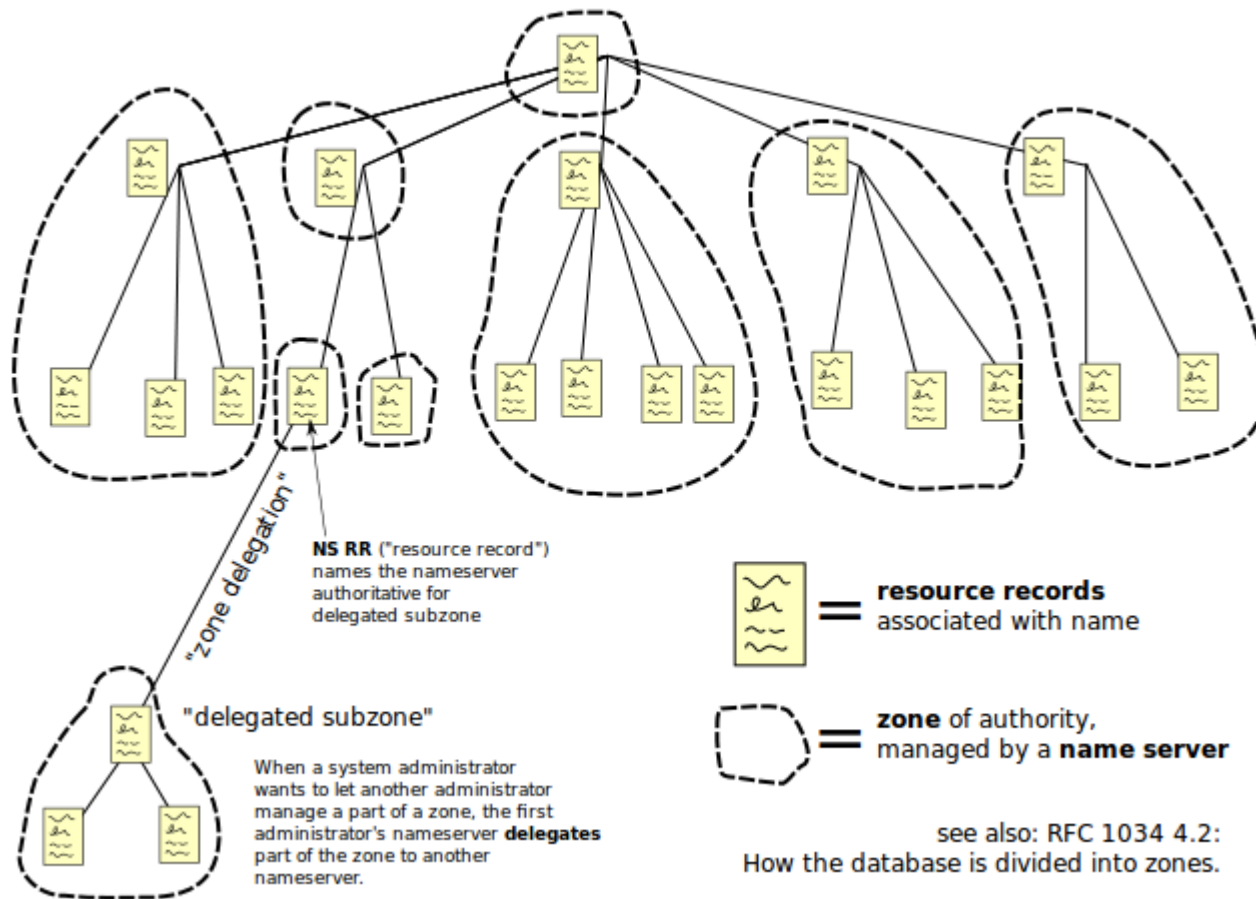 "zone delegation"
NS RR ("resource record")
names the nameserver
authoritative for
delegated subzone
= resource records
associated with name
"delegated subzone"
= zone of authority,
managed by a name server
When a system administrator
wants to let another administrator
manage a part of a zone, the first
administrator's nameserver delegates
part of the zone to another
nameserver.
see also: RFC 1034 4.2:
How the database is divided into zones.